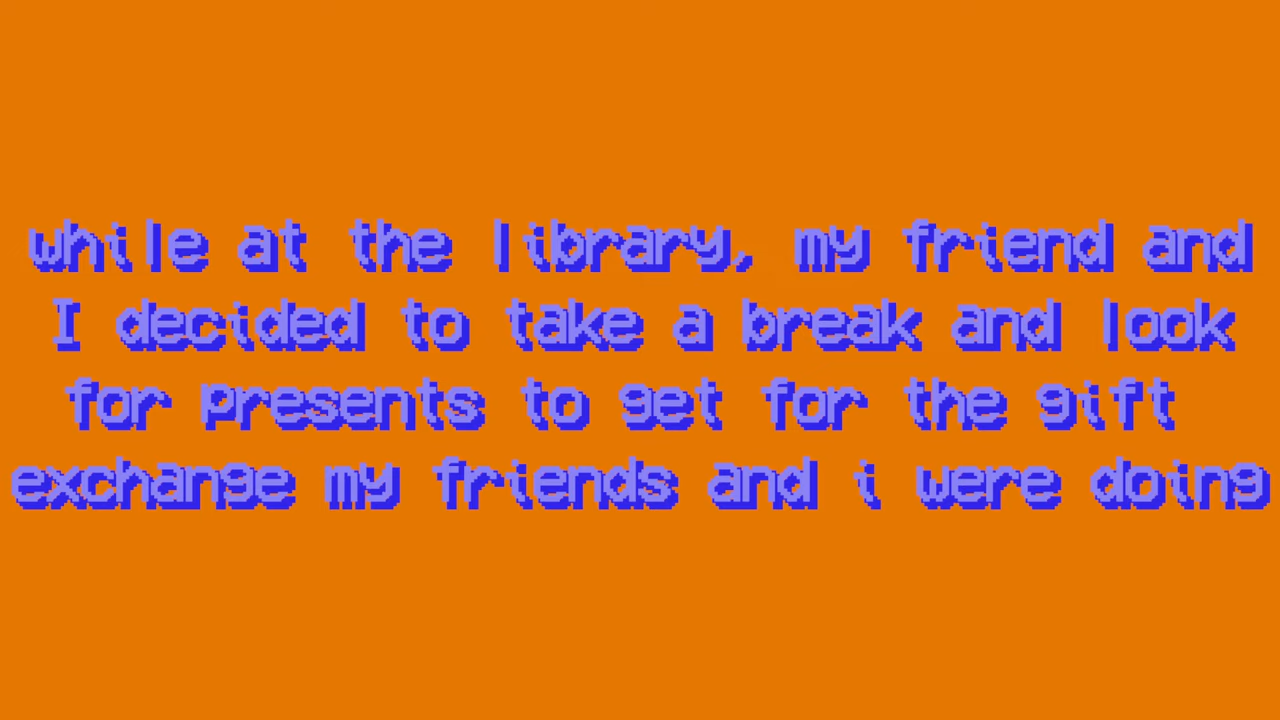 while at the library, my friend and
I decided to take a break and look
for presents to get for the gift
exchange my friends and i were doing